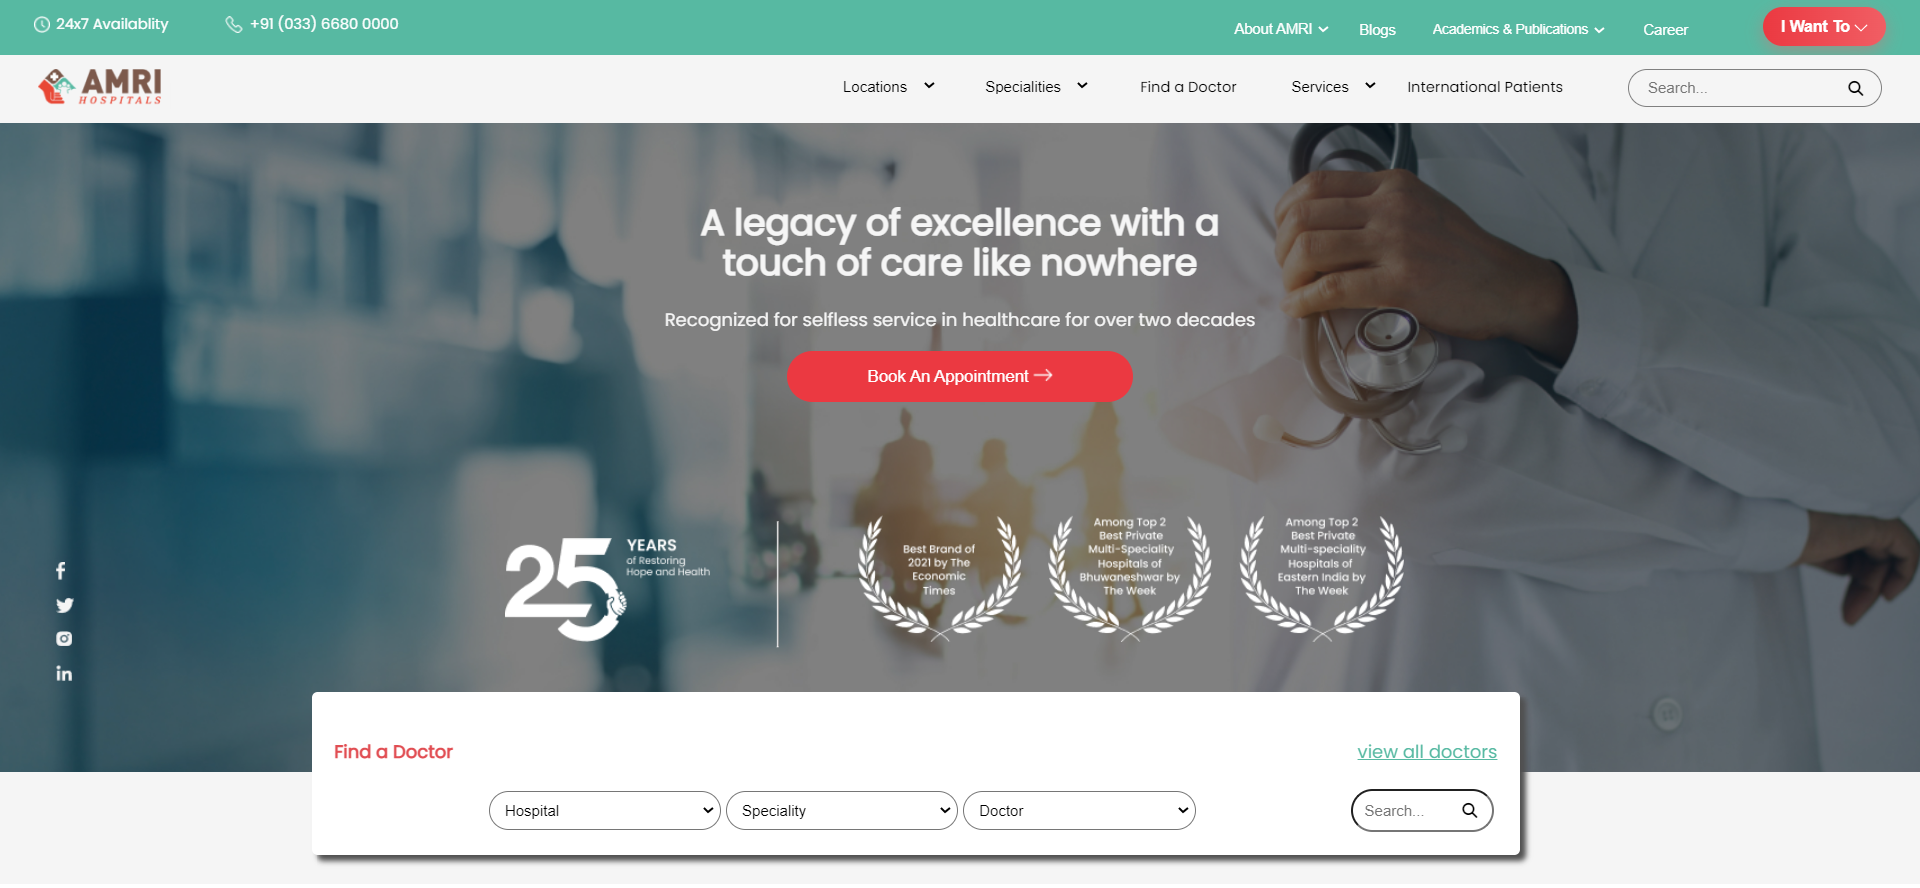 24x7 Availablity
+91 (033) 6680 0000
About AMRI
Blogs
Academics & Publications
Career
I Want To
AMRI
HOSPITALS
Locations
Specialities
Find a Doctor
Services
International Patients
Search...
A legacy of excellence with a
touch of care like nowhere
Recognized for selfless service in healthcare for over two decades
Book An Appointment
25
YEARS
of Restoring
Hope and Health
Best Brand of
2021 by The
Economic
Times
Among Top 2
Best Private
Multi-Speciality
Hospitals of
Bhuwaneshwar by
The Week
Among Top 2
Best Private
Multi-speciality
Hospitals of
Eastern India by
The Week
Find a Doctor
view all doctors
Hospital
Speciality
Doctor
Search...